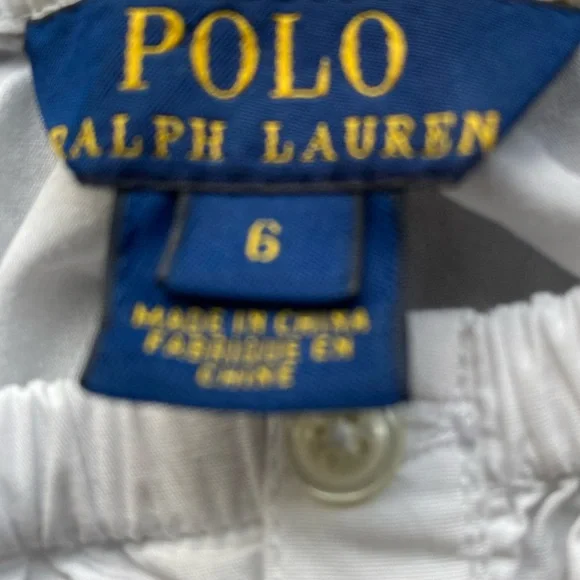 POLO
RALPH LAUREN
6
MADE IN CHINA
FABRIQUE EN
CHINE